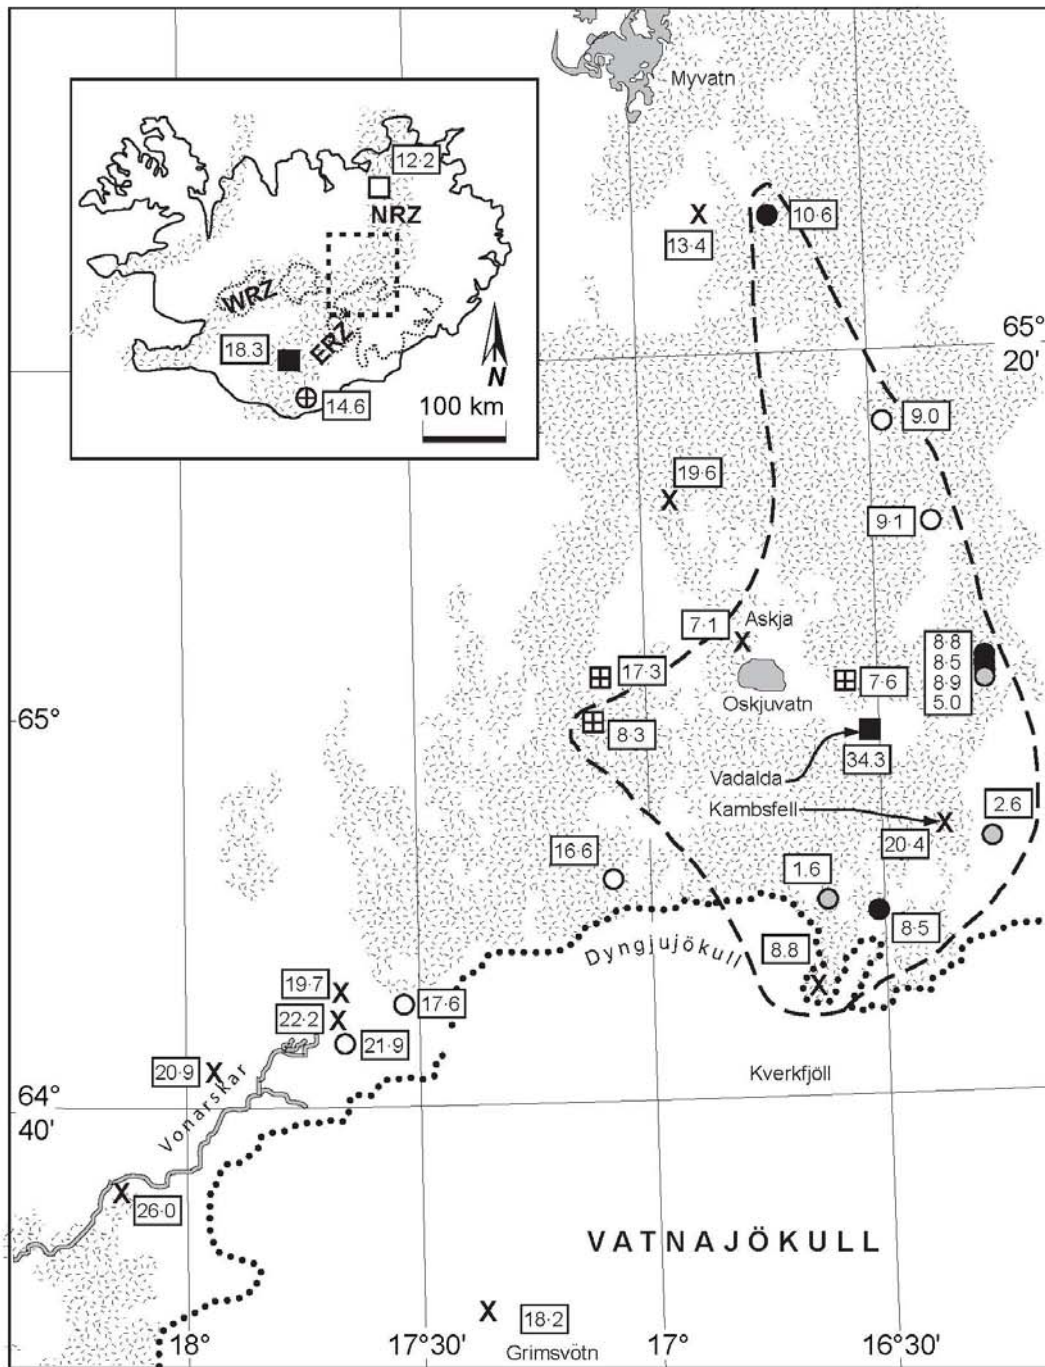 Myvatn
12·2
NRZ
WRZ
ERZ
18.3
14.6
N
100 km
10·6
13·4
65°
20'
9.0
19·6
9·1
7·1
Askja
8·8
8·5
8·9
5.0
17·3
7·6
65°
Oskjuvatn
8·3
34.3
Vadalda
Kambsfell
2.6
20·4
16·6
1.6
8·5
Dyngjujökull
8.8
19·7
17·6
22·2
21·9
20·9
Kverkfjöll
Vonarskar
64°
40'
26·0
VATNAJÖKULL
18·2
Grimsvötn
18°
17°30'
17°
16°30'